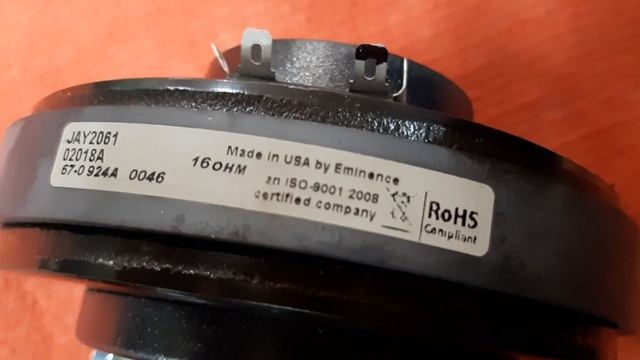 JAY2061
02018A
67-0924A 0046
16OHM
Made in USA by Eminence
an ISO-9001 2008
certified company
RoHS
Compliant